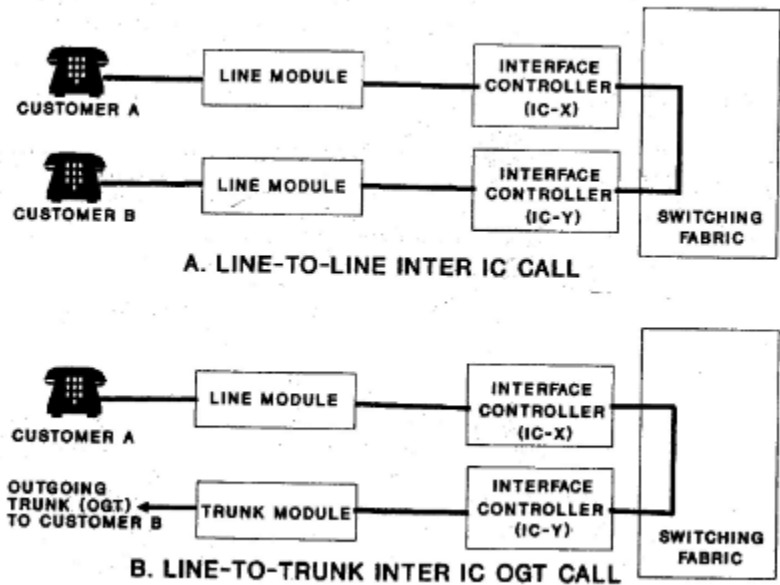 LINE MODULE
INTERFACE
CONTROLLER
(IC-X)
CUSTOMER A
LINE MODULE
INTERFACE
CONTROLLER
(IC-Y)
CUSTOMER B
SWITCHING
FABRIC
A. LINE-TO-LINE INTER IC CALL
LINE MODULE
INTERFACE
CONTROLLER
(IC-X)
CUSTOMER A
OUTGOING
TRUNK (OGT)
TO CUSTOMER B
TRUNK MODULE
INTERFACE
CONTROLLER
(IC-Y)
SWITCHING
FABRIC
B. LINE-TO-TRUNK INTER IC OGT CALL